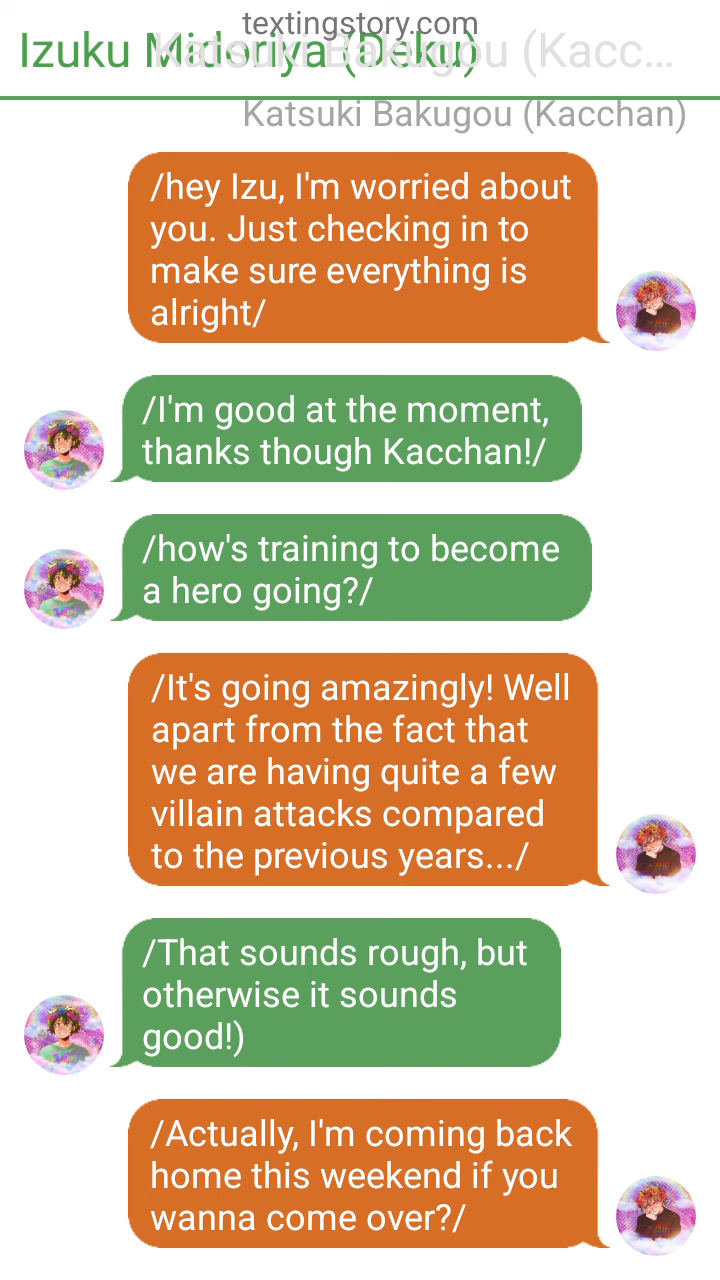 textingstory.com
Izuku Midoriya (Deku)
Katsuki Bakugou (Kacc...
Katsuki Bakugou (Kacchan)
/hey Izu, I'm worried about
you. Just checking in to
make sure everything is
alright/
/I'm good at the moment,
thanks though Kacchan!/
/how's training to become
a hero going?/
/It's going amazingly! Well
apart from the fact that
we are having quite a few
villain attacks compared
to the previous years.../
/That sounds rough, but
otherwise it sounds
good!)
/Actually, I'm coming back
home this weekend if you
wanna come over?/